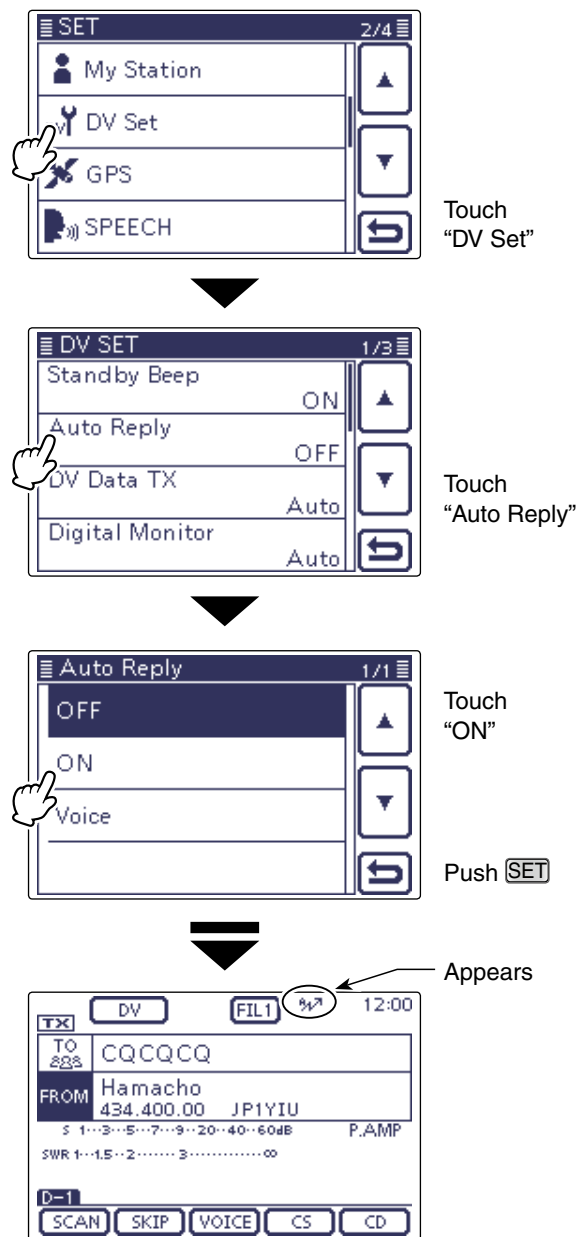 SET 2/4
My Station
DV Set
GPS
SPEECH
Touch
“DV Set”
DV SET 1/3
Standby Beep
ON
Auto Reply
OFF
DV Data TX
Auto
Digital Monitor
Auto
Touch
“Auto Reply”
Auto Reply 1/1
OFF
ON
Voice
Touch
“ON”
Push SET
Appears
TX DV FIL1 12:00
TO CQCQCQ
FROM Hamacho
434.400.00 JP1YIU
S 1···3···5···7···9··20··40··60dB P.AMP
SWR 1···1.5··2······· 3·············∞
D-1
SCAN SKIP VOICE CS CD